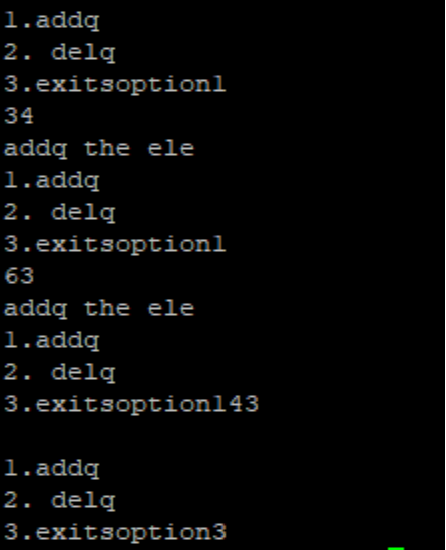 1.addq
2. delq
3.exitsoption1
34
addq the ele
1.addq
2. delq
3.exitsoption1
63
addq the ele
1.addq
2. delq
3.exitsoption143
1.addq
2. delq
3.exitsoption3